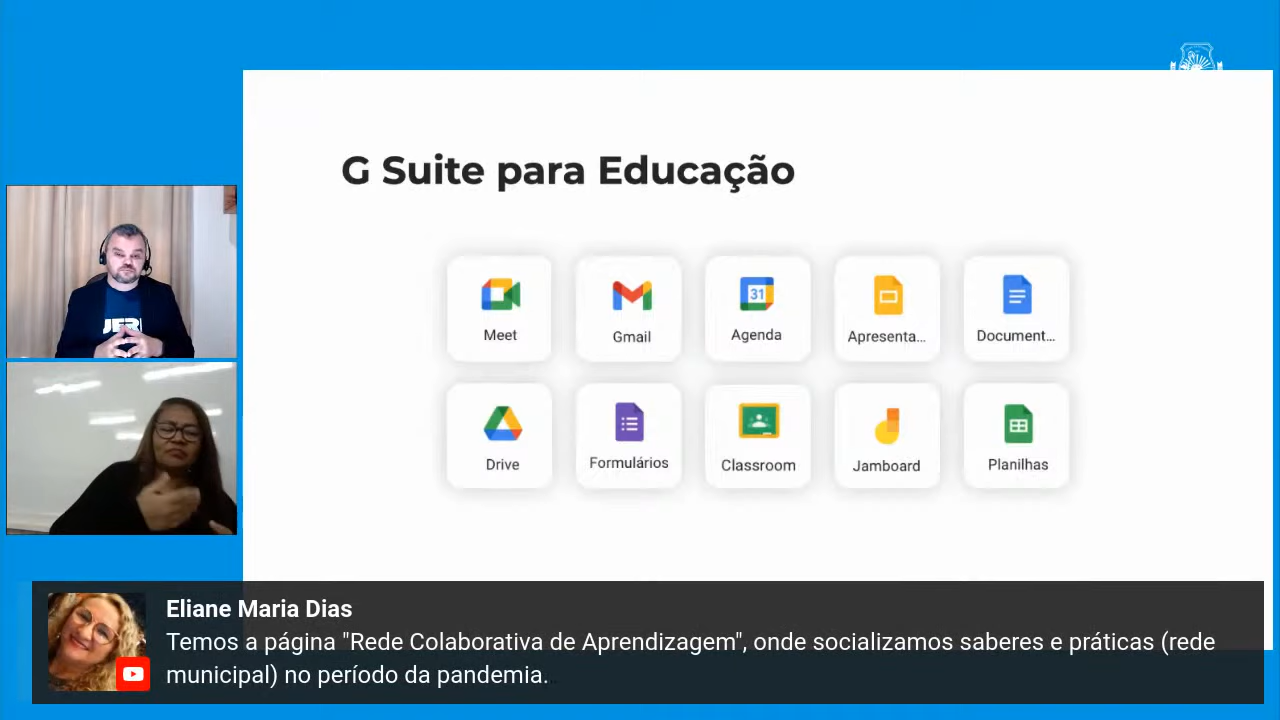 G Suite para Educação
Meet
Gmail
31
Agenda
Apresenta...
Document...
Drive
Formulários
Classroom
Jamboard
Planilhas
Eliane Maria Dias
Temos a página "Rede Colaborativa de Aprendizagem", onde socializamos saberes e práticas (rede
municipal) no período da pandemia.